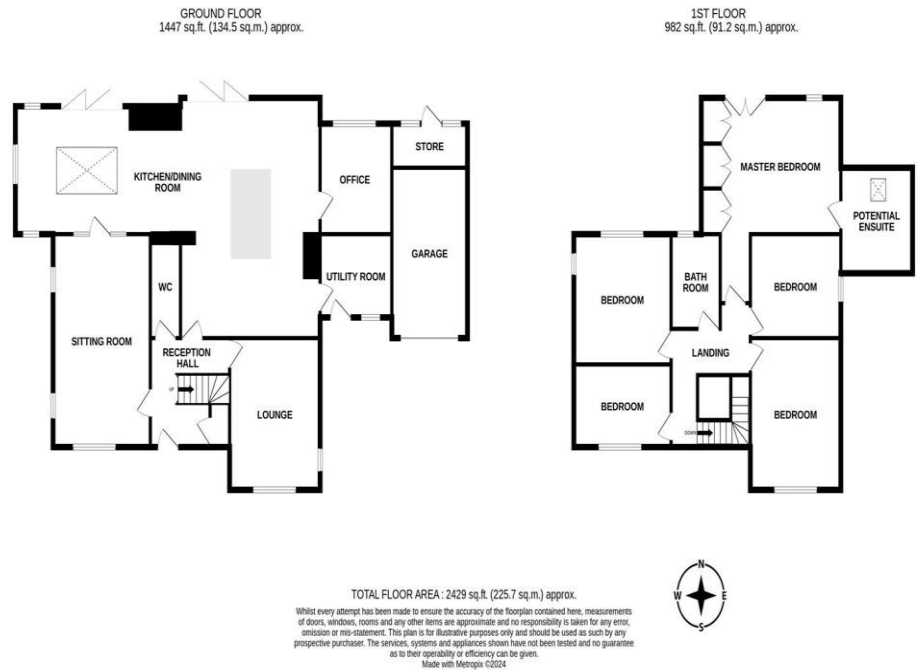 GROUND FLOOR
1447 sq.ft. (134.5 sq.m.) approx.
1ST FLOOR
982 sq.ft. (91.2 sq.m.) approx.
KITCHEN/DINING
ROOM
OFFICE
STORE
GARAGE
UTILITY ROOM
WC
SITTING ROOM
RECEPTION
HALL
UP
LOUNGE
MASTER BEDROOM
POTENTIAL
ENSUITE
BEDROOM
BATH
ROOM
BEDROOM
LANDING
BEDROOM
BEDROOM
DOWN
TOTAL FLOOR AREA : 2429 sq.ft. (225.7 sq.m.) approx.
Whilst every attempt has been made to ensure the accuracy of the floorplan contained here, measurements
of doors, windows, rooms and any other items are approximate and no responsibility is taken for any error,
omission or mis-statement. This plan is for illustrative purposes only and should be used as such by any
prospective purchaser. The services, systems and appliances shown have not been tested and no guarantee
as to their operability or efficiency can be given.
Made with Metropix ©2024
N
W
E
S